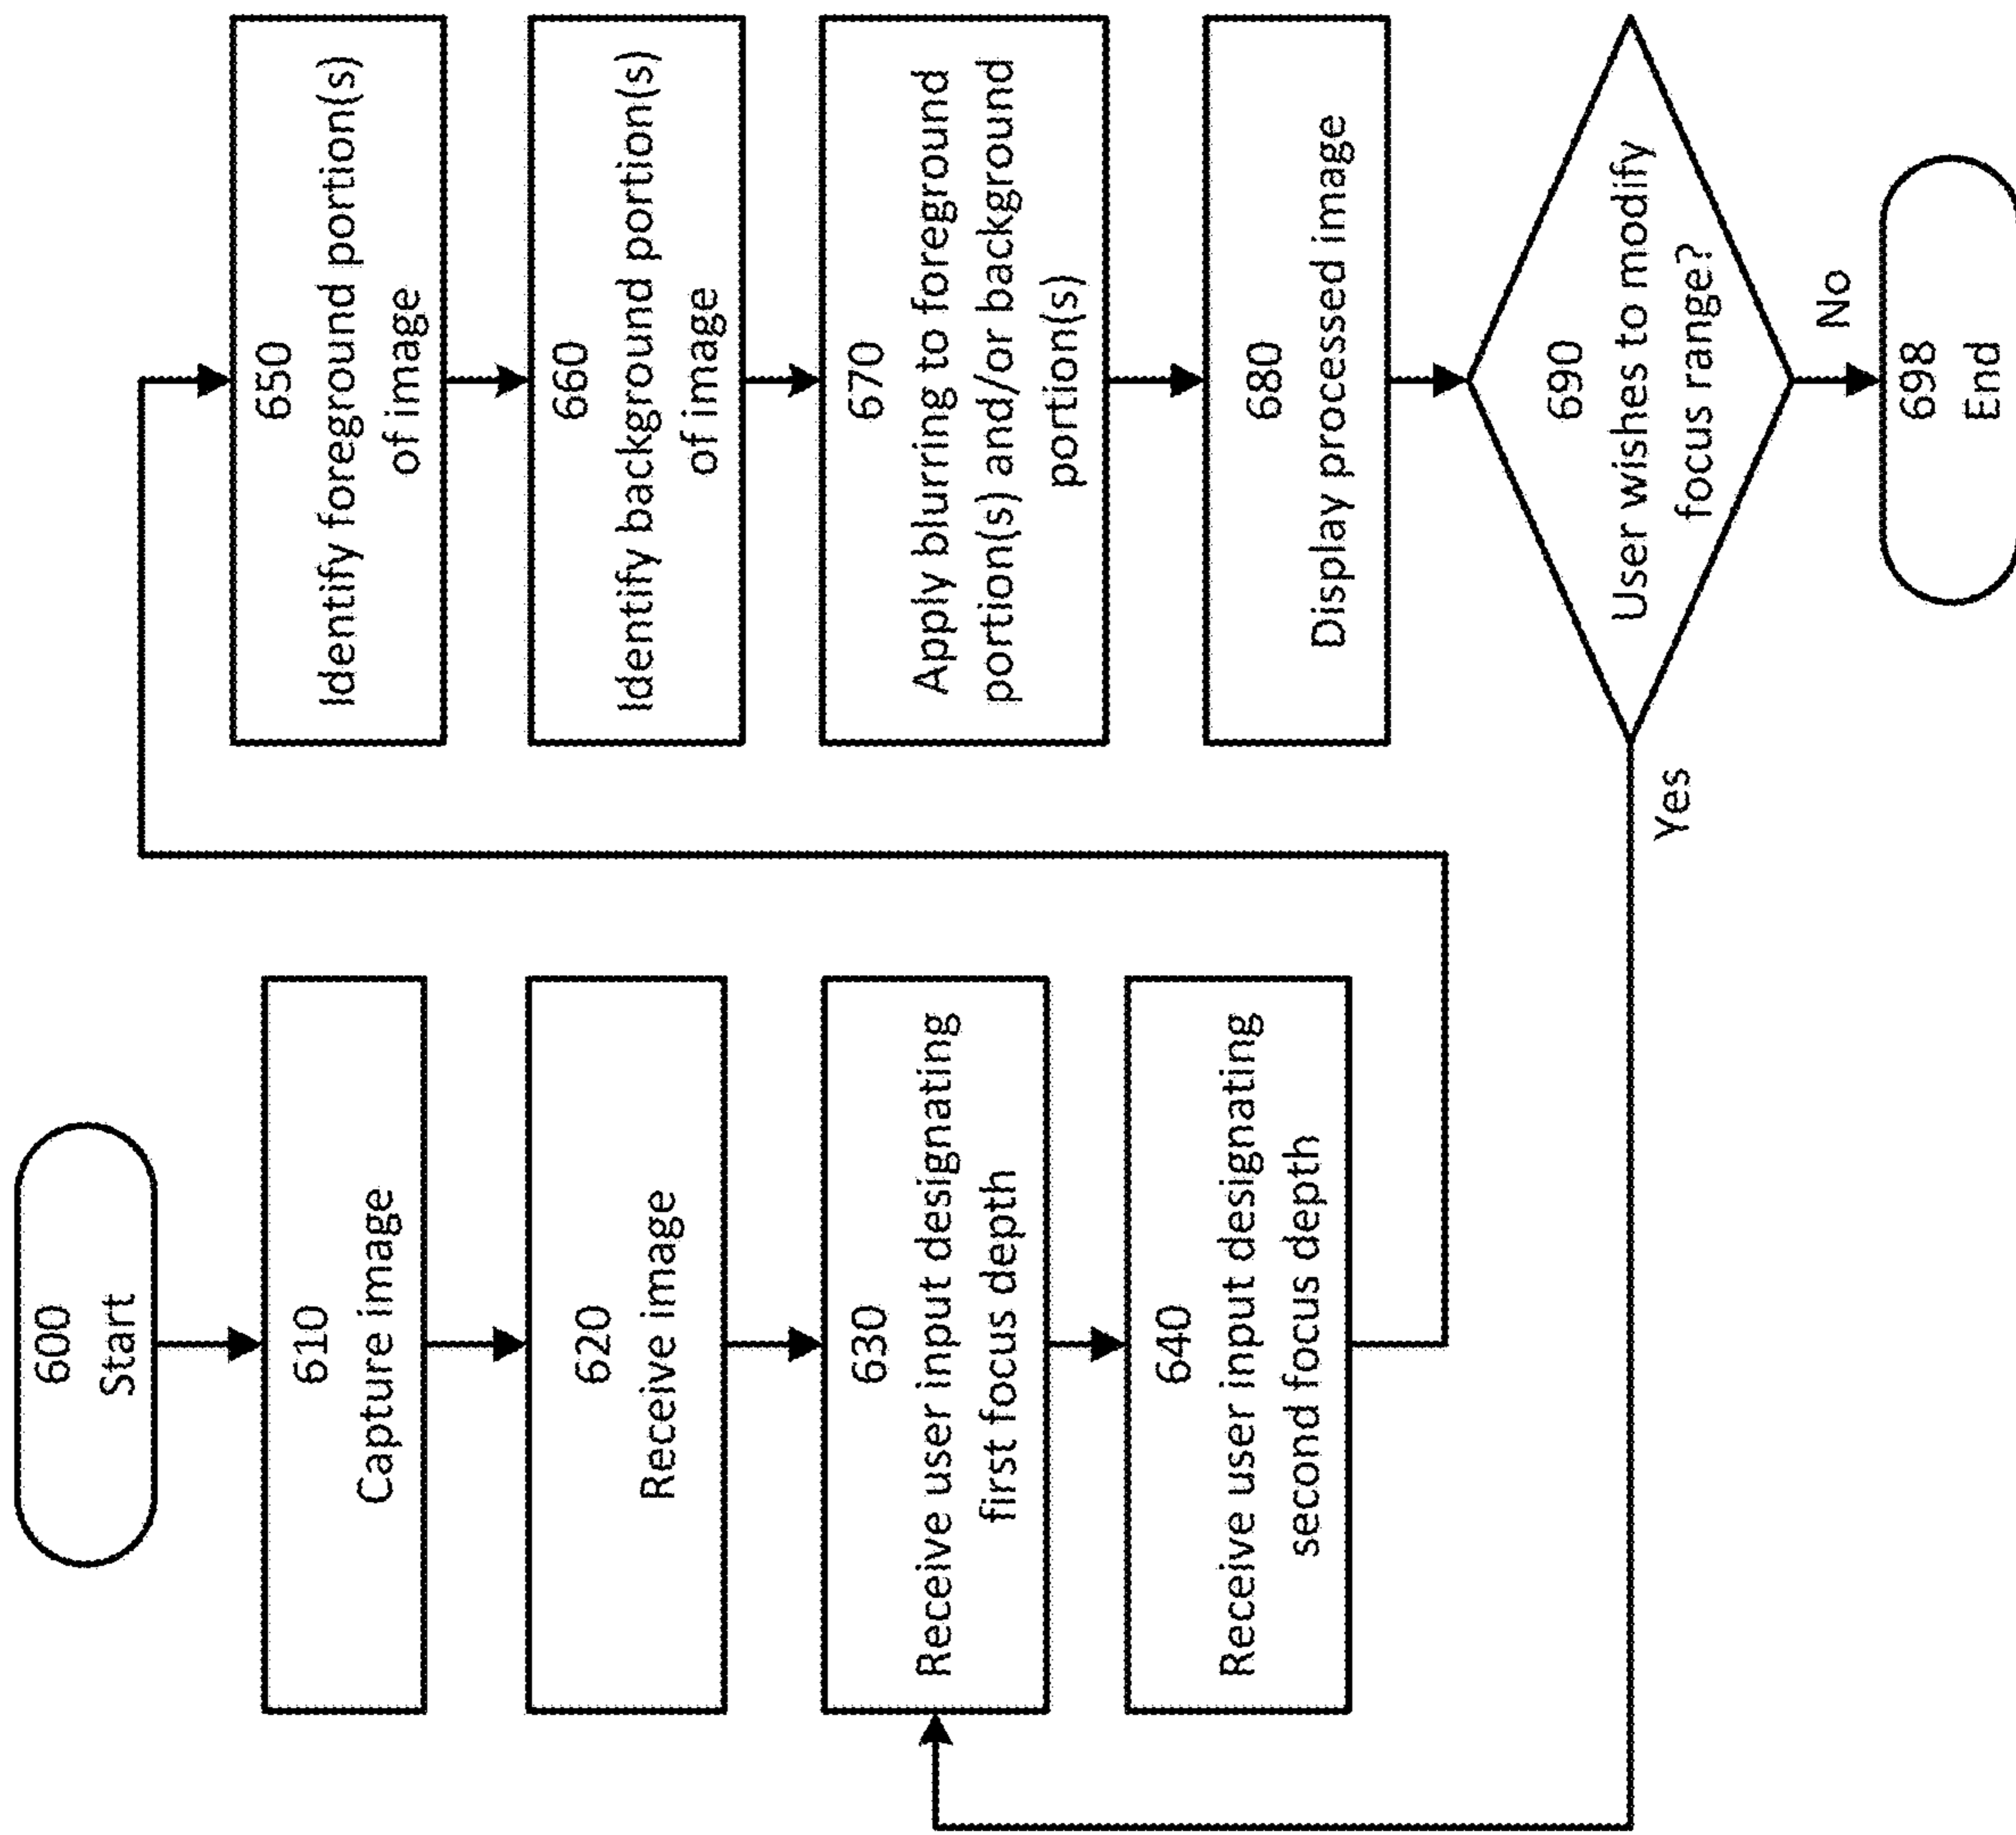 600
Start
610
Capture image
620
Receive image
630
Receive user input designating
first focus depth
640
Receive user input designating
second focus depth
650
Identify foreground portion(s)
of image
660
Identify background portion(s)
of image
670
Apply blurring to foreground
portion(s) and/or background
portion(s)
680
Display processed image
690
User wishes to modify
focus range?
Yes
No
698
End